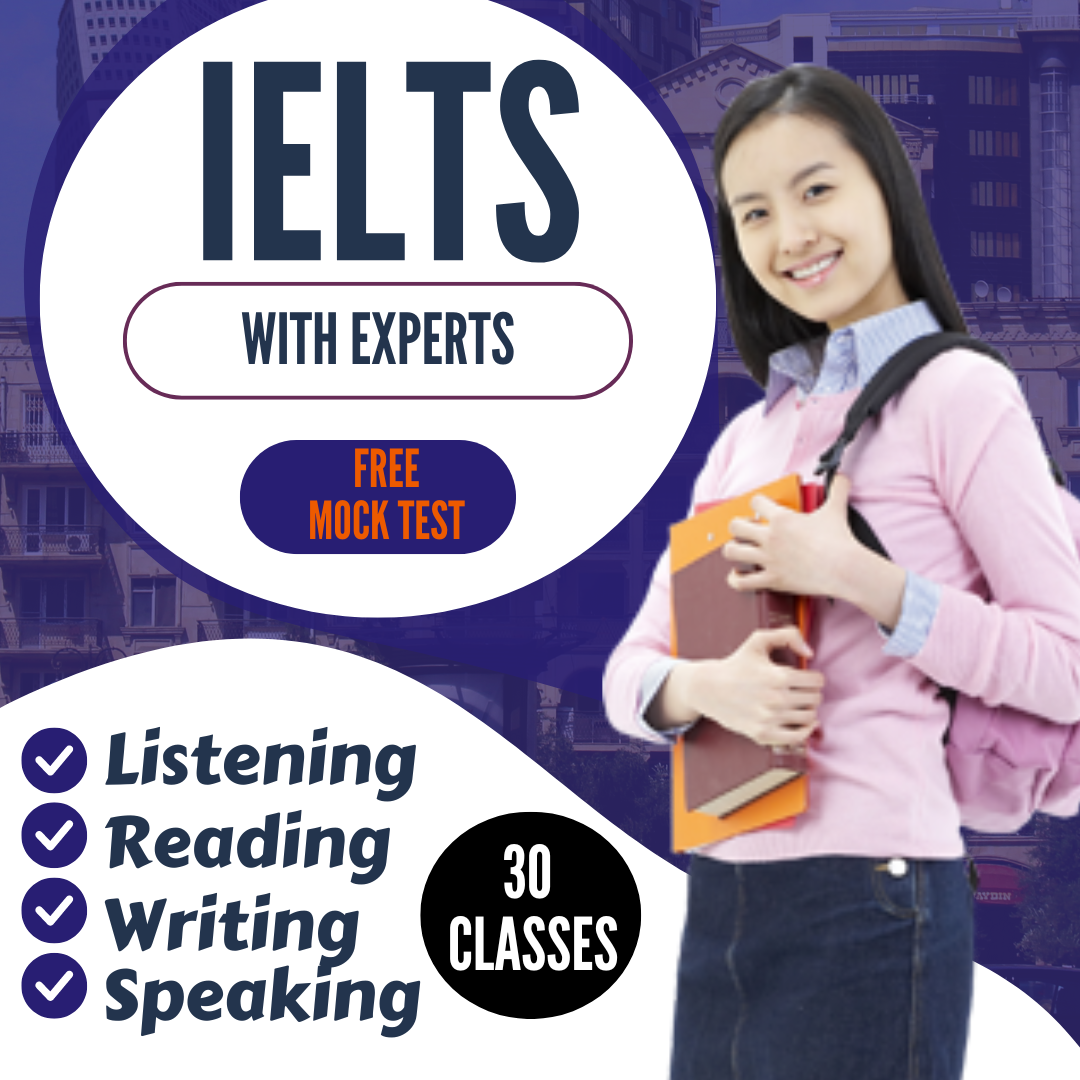 IELTS
WITH EXPERTS
FREE
MOCK TEST
Listening
Reading
Writing
Speaking
30
CLASSES